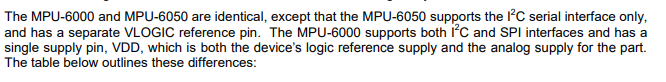 The MPU-6000 and MPU-6050 are identical, except that the MPU-6050 supports the I²C serial interface only,
and has a separate VLOGIC reference pin. The MPU-6000 supports both I²C and SPI interfaces and has a
single supply pin, VDD, which is both the device's logic reference supply and the analog supply for the part.
The table below outlines these differences: